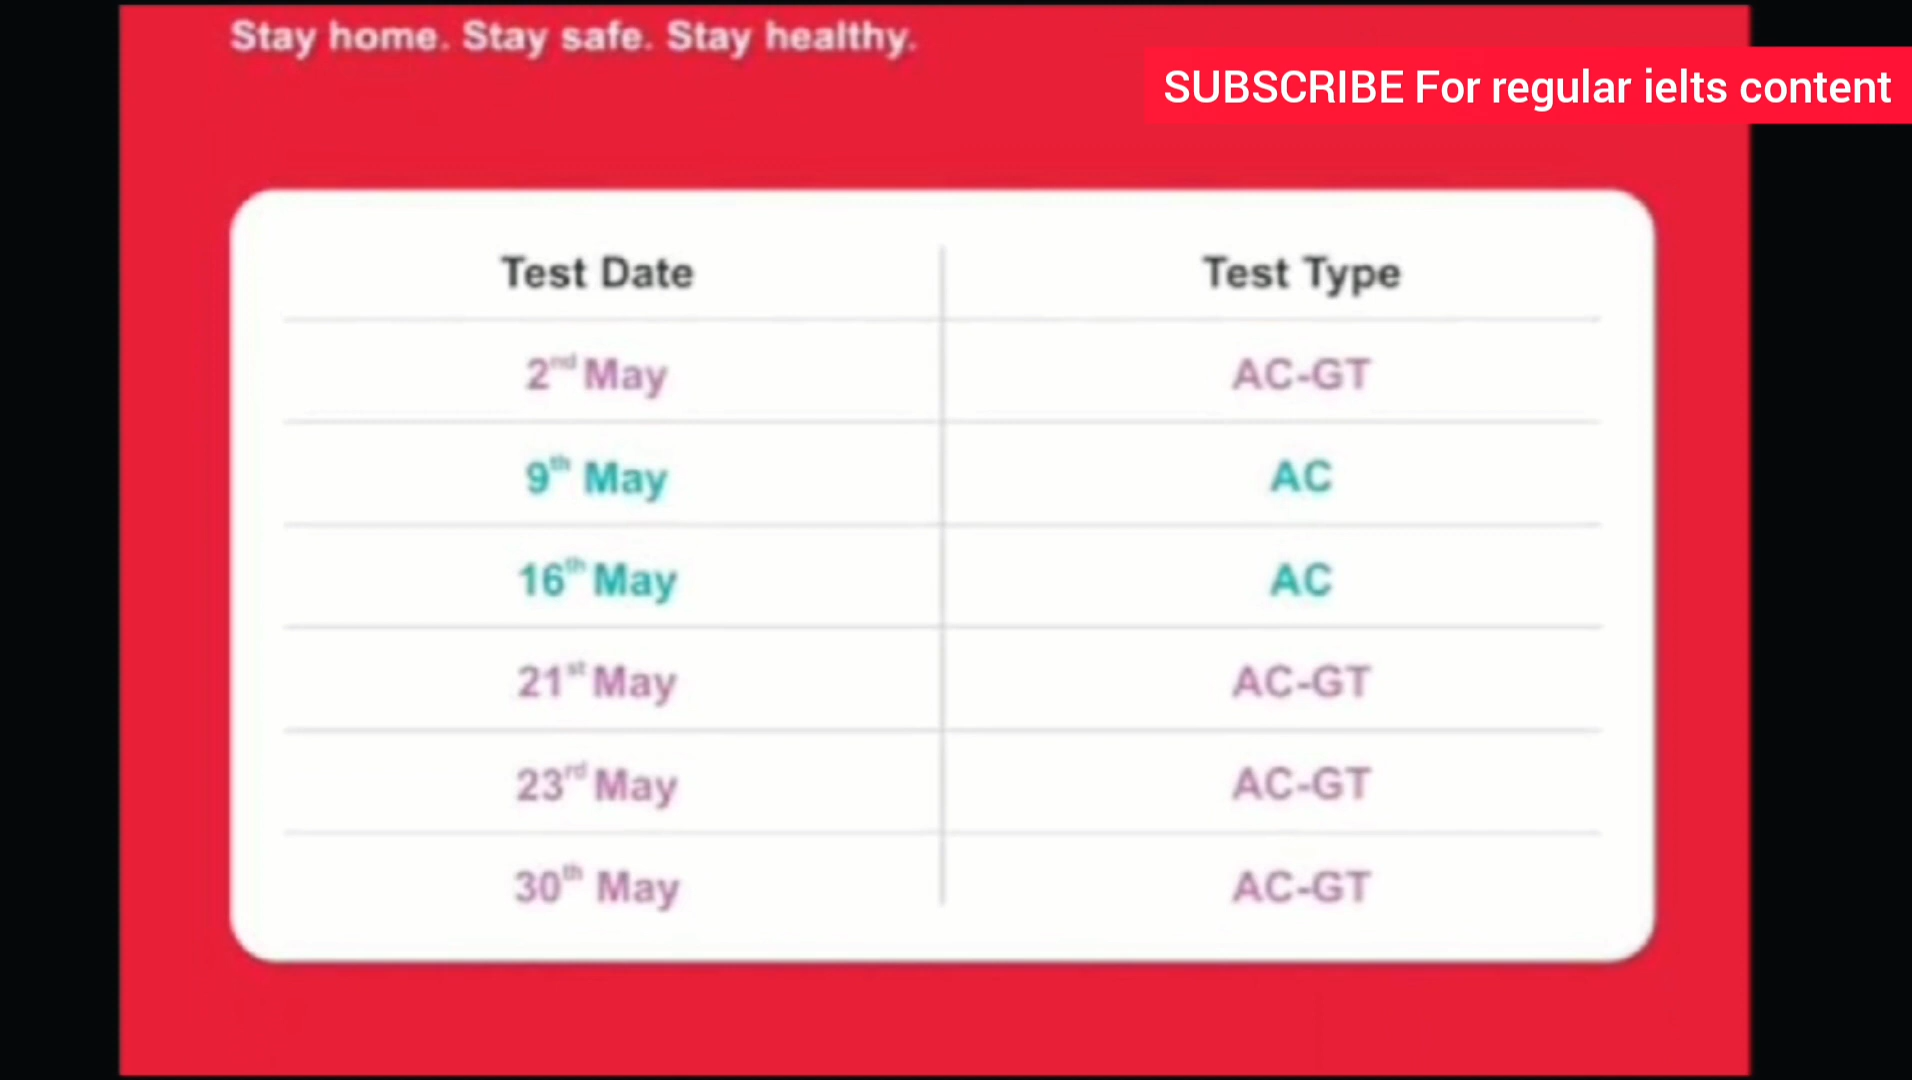 Stay home. Stay safe. Stay healthy.
SUBSCRIBE For regular ielts content
Test Date Test Type
2nd May AC-GT
9th May AC
16th May AC
21st May AC-GT
23rd May AC-GT
30th May AC-GT